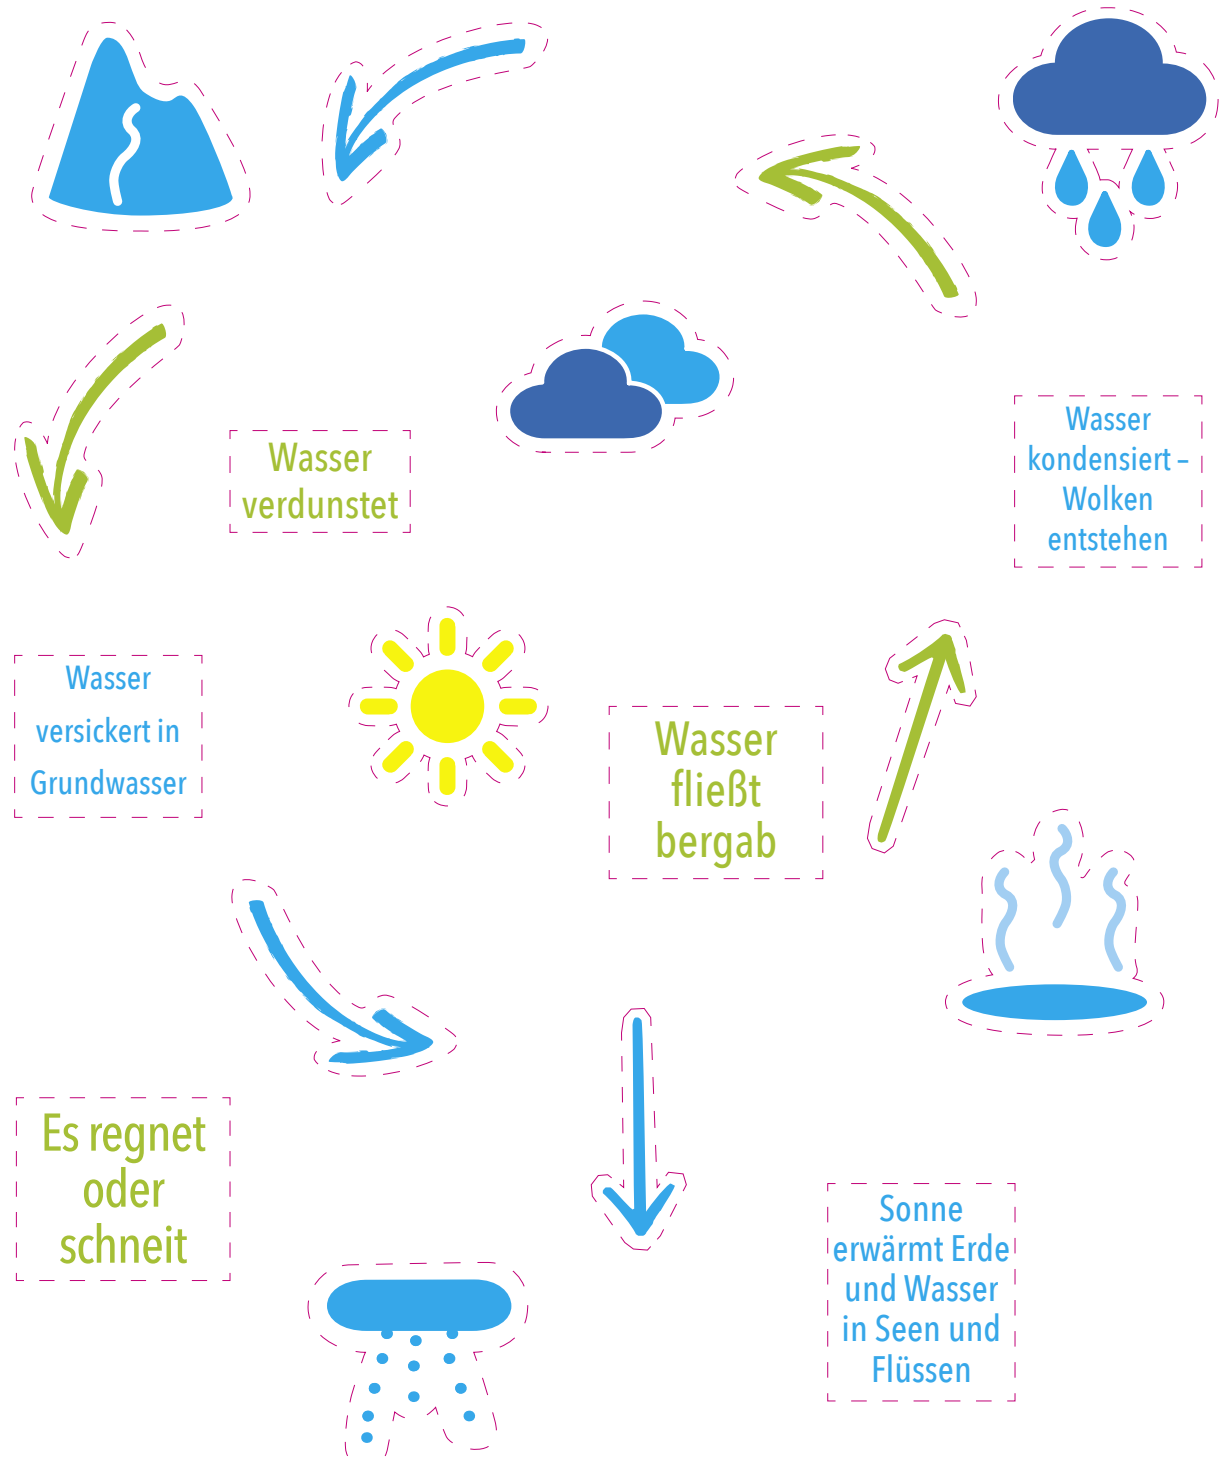 Wasser
verdunstet
Wasser
kondensiert –
Wolken
entstehen
Wasser
versickert in
Grundwasser
Wasser
fließt
bergab
Es regnet
oder
schneit
Sonne
erwärmt Erde
und Wasser
in Seen und
Flüssen